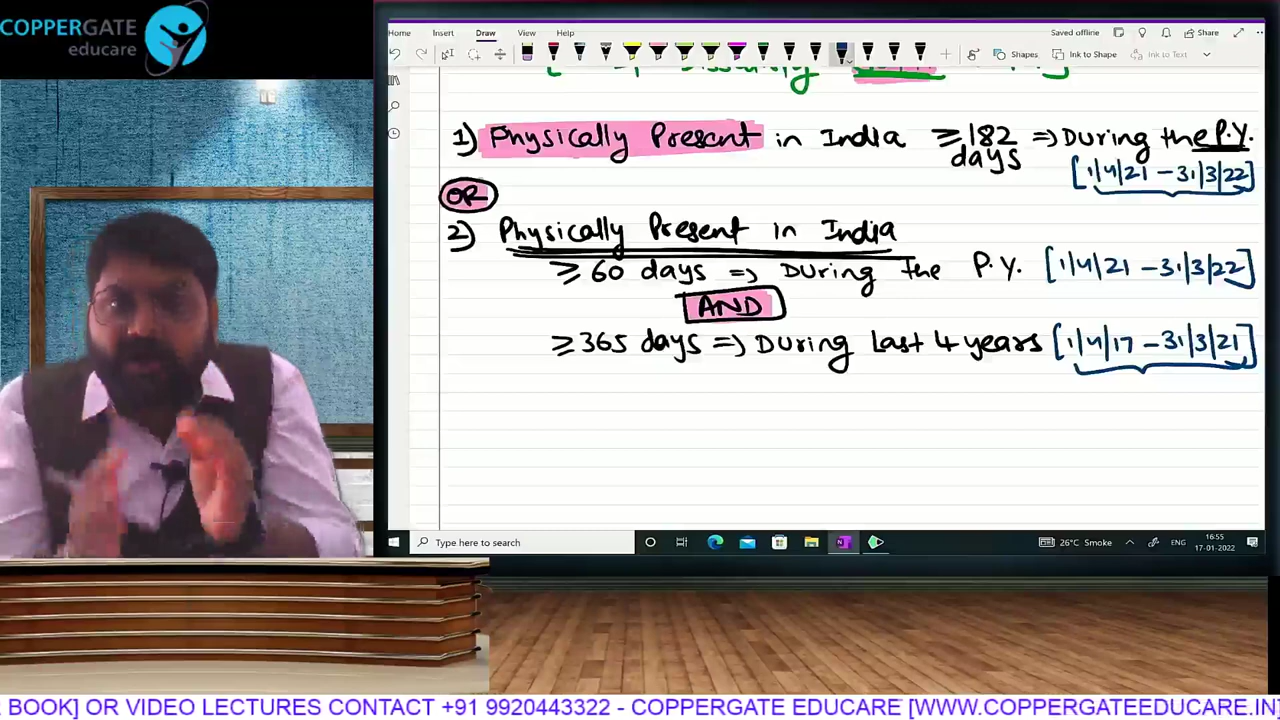 COPPERGATE
educare
Home Insert Draw View Help Saved offline Share
Shapes Ink to Shape Ink to Text
1) Physically Present in India ≥182 days => During the P.Y.
[1/4/21 - 31/3/22]
OR
2) Physically Present in India
≥ 60 days => During the P.Y. [1/4/21 - 31/3/22]
AND
≥ 365 days => During last 4 years [1/4/17 - 31/3/21]
Type here to search 26°C Smoke ENG 16:55
17-01-2022
BOOK] OR VIDEO LECTURES CONTACT +91 9920443322 - COPPERGATE EDUCARE [WWW.COPPERGATEEDUCARE.IN]